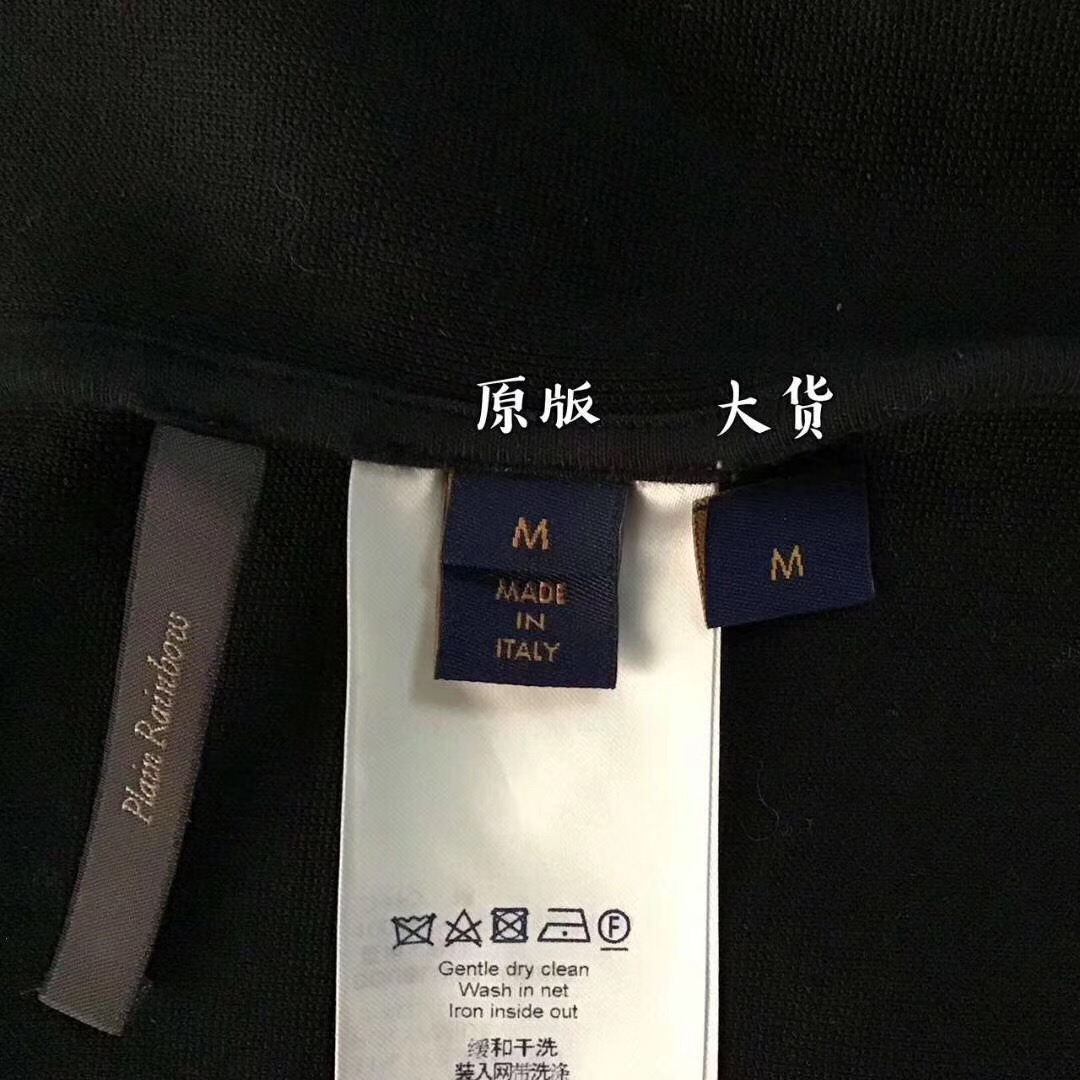 原版
大货
M
MADE
IN
ITALY
M
Plain Rainbow
Gentle dry clean
Wash in net
Iron inside out
缓和干洗
装入网带洗涤